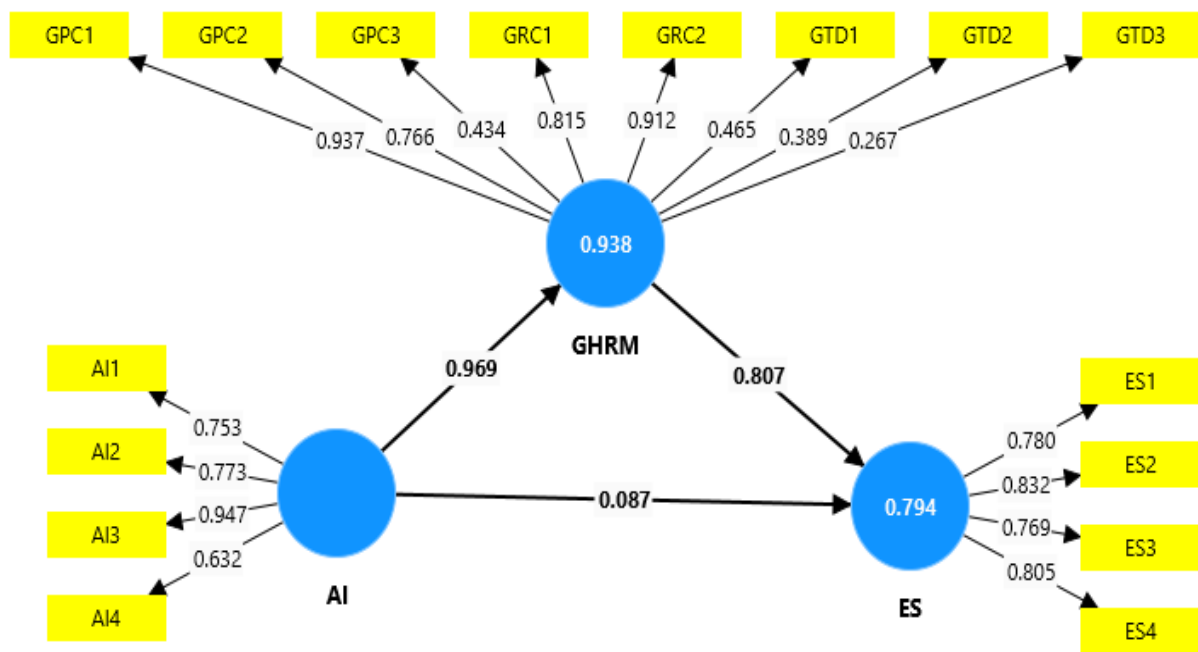 GPC1 GPC2 GPC3 GRC1 GRC2 GTD1 GTD2 GTD3
0.937 0.766 0.434 0.815 0.912 0.465 0.389 0.267
0.938
GHRM
0.969
0.807
AI1
AI2
AI3
AI4
0.753
0.773
0.947
0.632
AI
0.087
0.794
ES
0.780
0.832
0.769
0.805
ES1
ES2
ES3
ES4